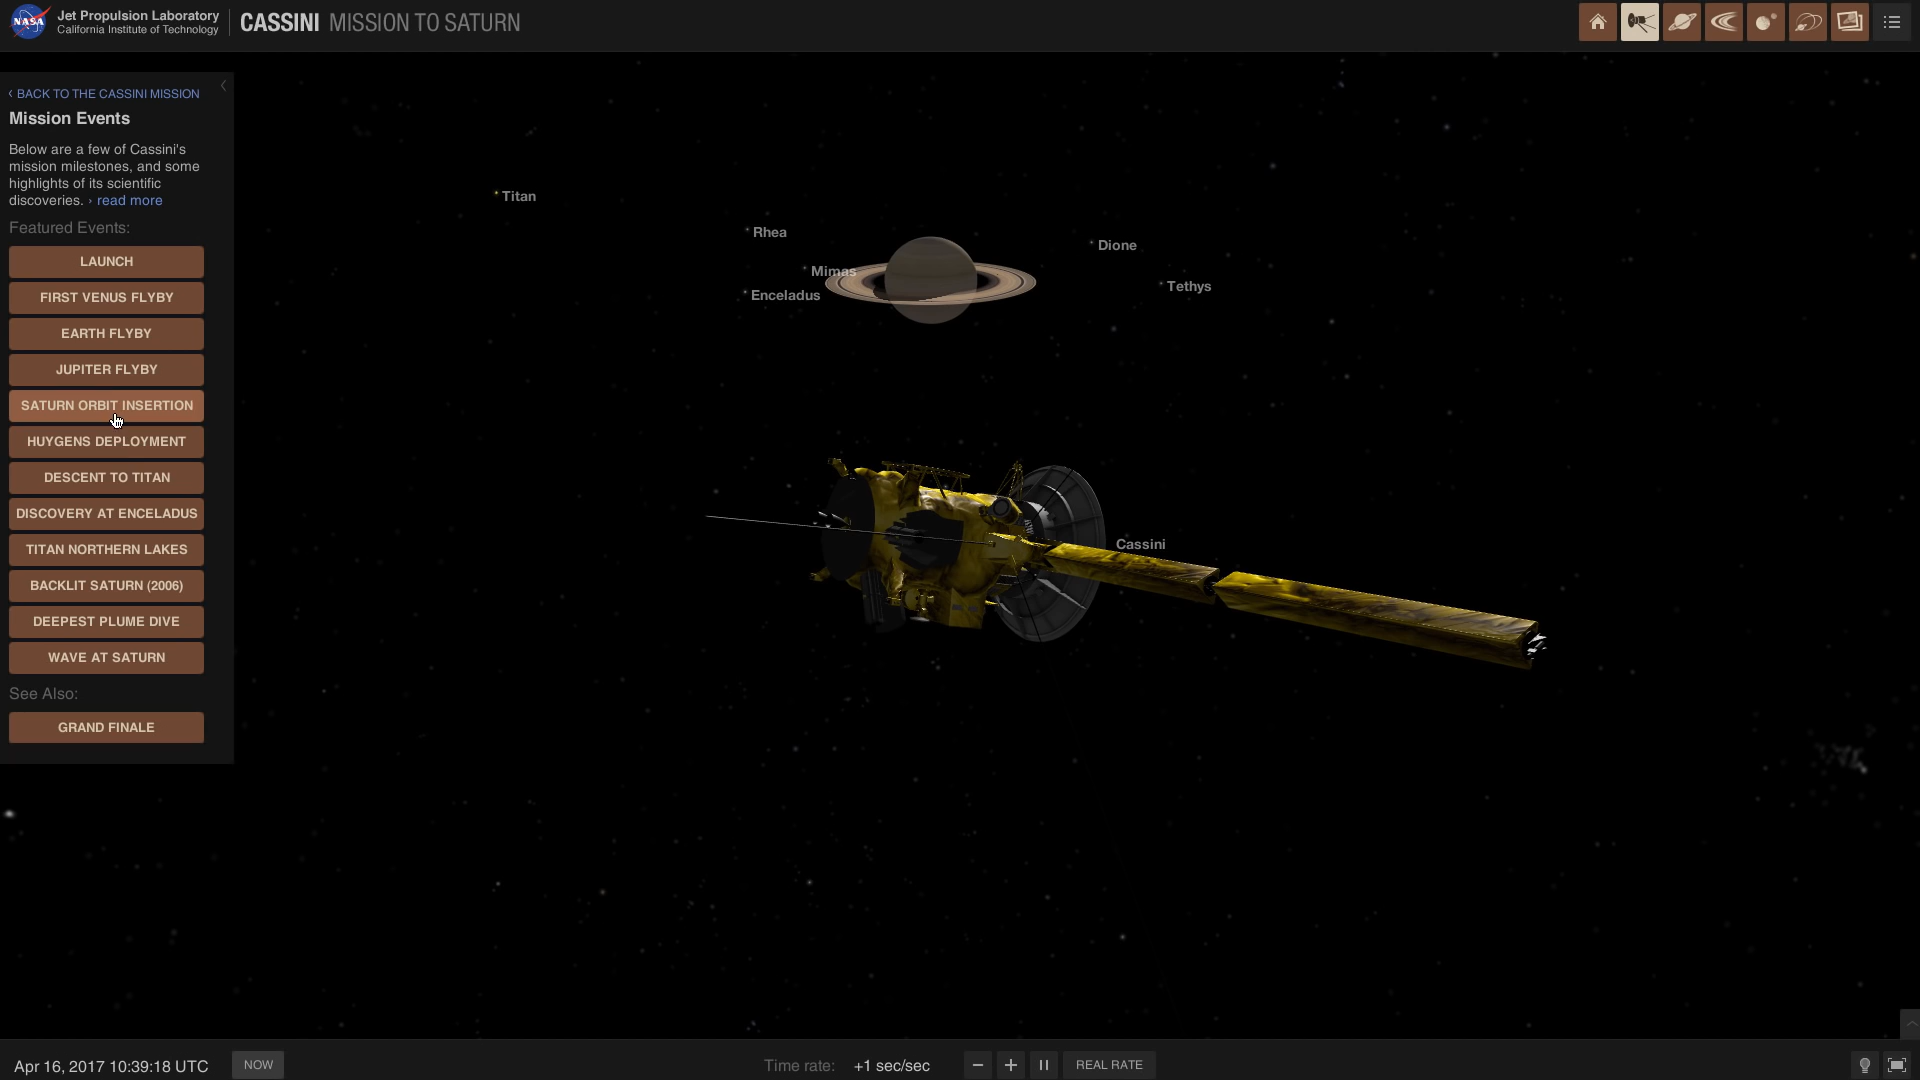 NASA
Jet Propulsion Laboratory
California Institute of Technology
CASSINI MISSION TO SATURN
‹ BACK TO THE CASSINI MISSION
Mission Events
Below are a few of Cassini's
mission milestones, and some
highlights of its scientific
discoveries. › read more
Featured Events:
LAUNCH
FIRST VENUS FLYBY
EARTH FLYBY
JUPITER FLYBY
SATURN ORBIT INSERTION
HUYGENS DEPLOYMENT
DESCENT TO TITAN
DISCOVERY AT ENCELADUS
TITAN NORTHERN LAKES
BACKLIT SATURN (2006)
DEEPEST PLUME DIVE
WAVE AT SATURN
See Also:
GRAND FINALE
Titan
Rhea
Dione
Mimas
Enceladus
Tethys
Cassini
Apr 16, 2017 10:39:18 UTC
NOW
Time rate: +1 sec/sec
REAL RATE